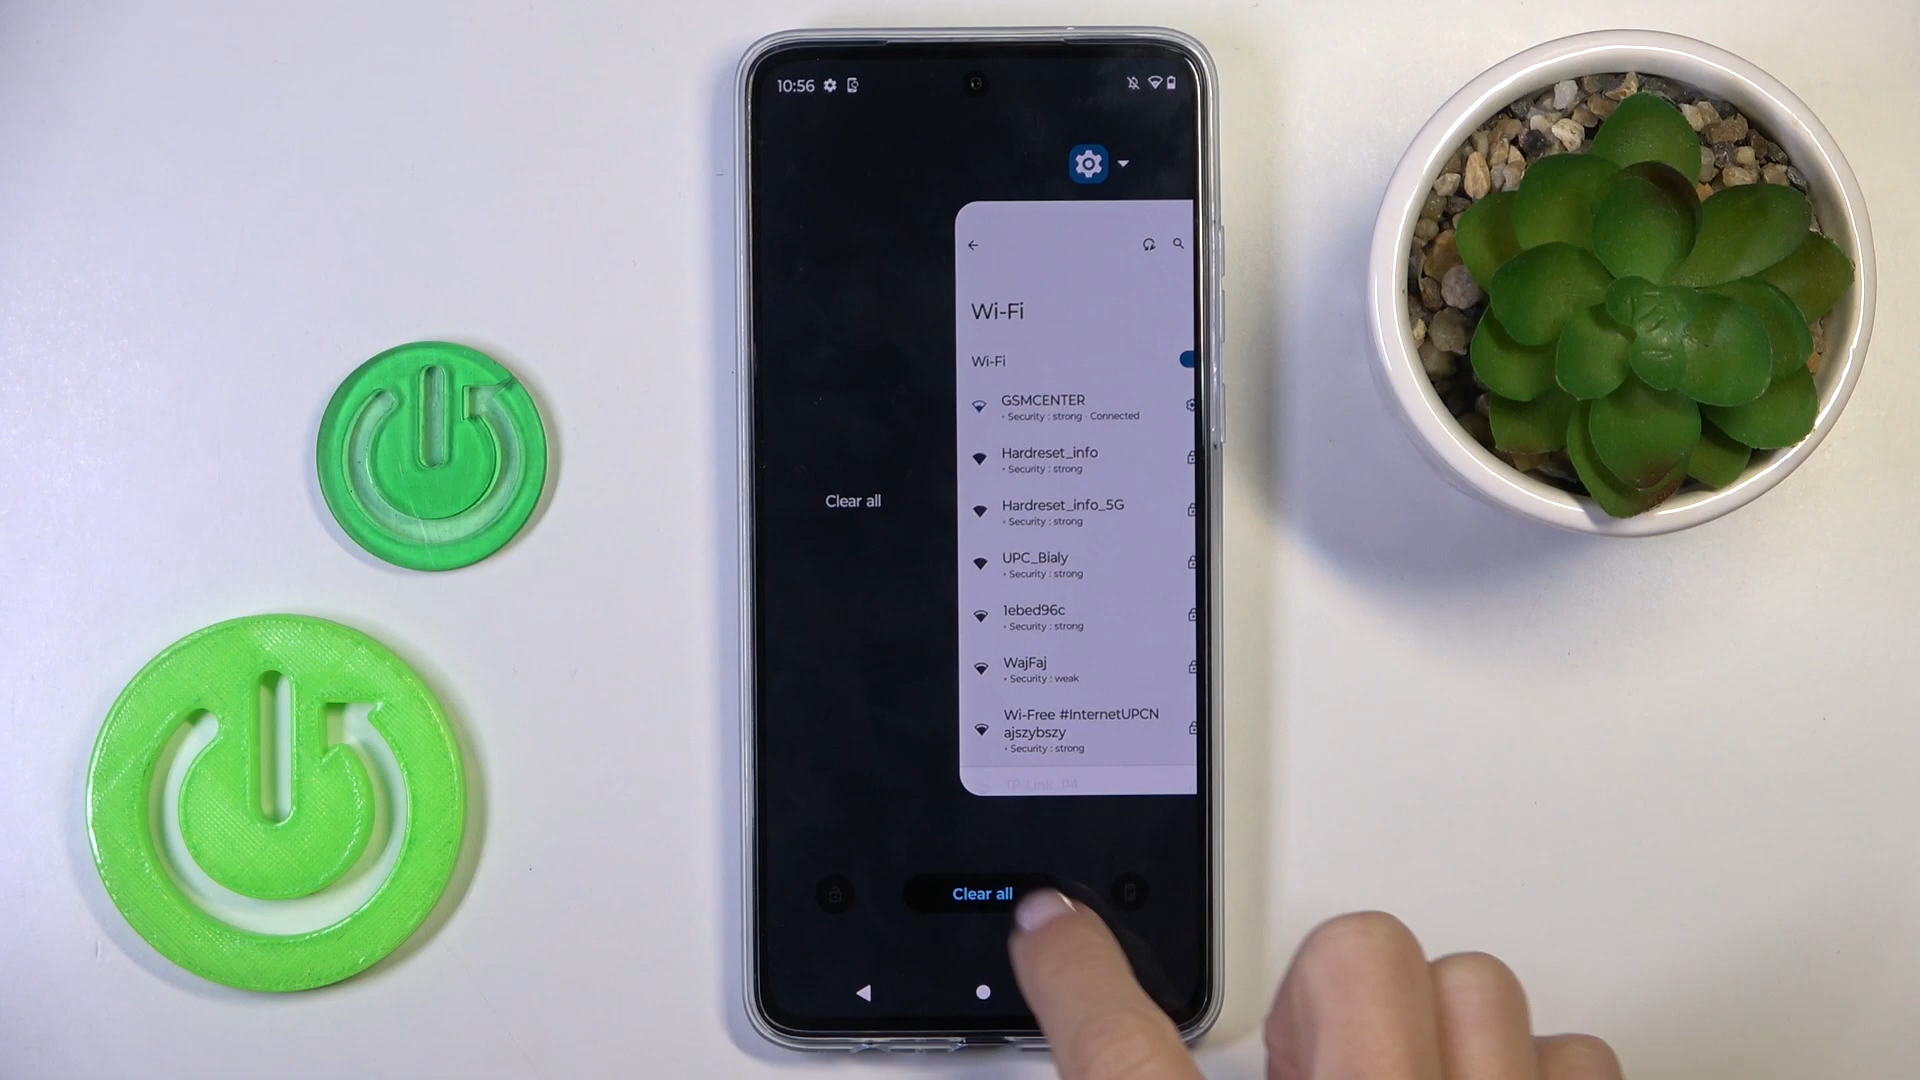 10:56
Wi-Fi
Wi-Fi
GSMCENTER
• Security : strong · Connected
Hardreset_info
• Security : strong
Hardreset_info_5G
• Security : strong
UPC_Bialy
• Security : strong
1ebed96c
• Security : strong
WajFaj
• Security : weak
Wi-Free #InternetUPCN
ajszybszy
• Security : strong
Clear all
Clear all